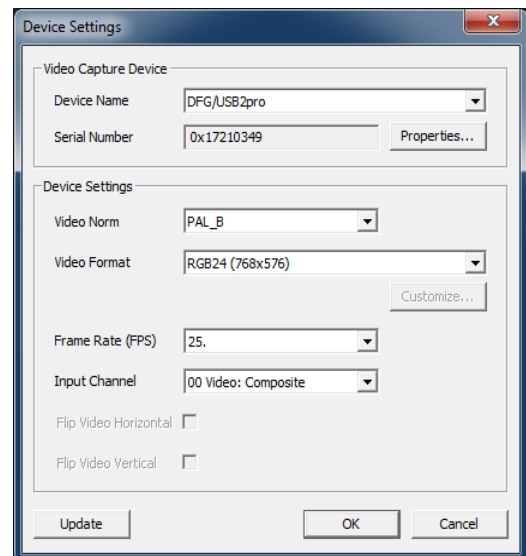 Device Settings
Video Capture Device
Device Name DFG/USB2pro
Serial Number 0x17210349 Properties...
Device Settings
Video Norm PAL_B
Video Format RGB24 (768x576)
Customize...
Frame Rate (FPS) 25.
Input Channel 00 Video: Composite
Flip Video Horizontal
Flip Video Vertical
Update OK Cancel